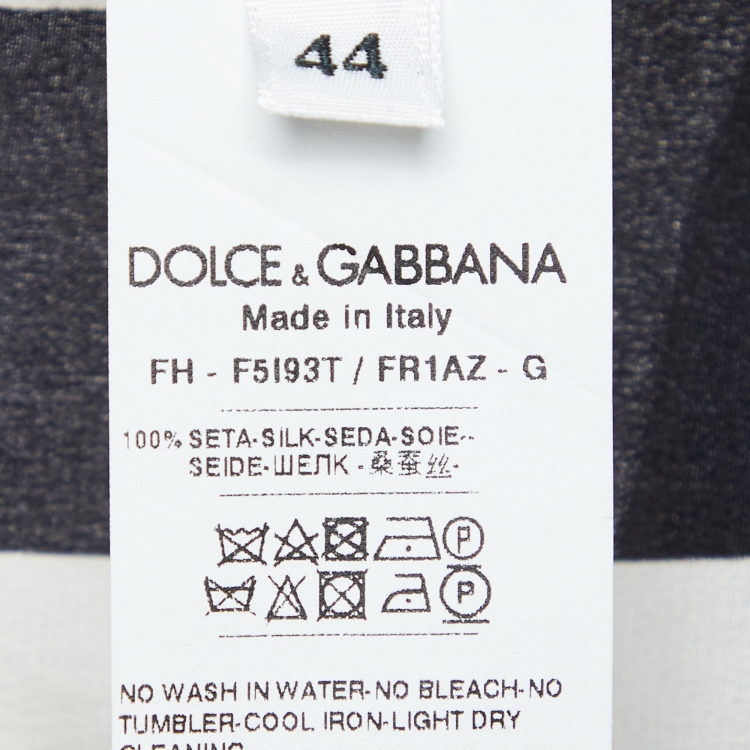 44
DOLCE & GABBANA
Made in Italy
FH - F5I93T / FR1AZ - G
100% SETA-SILK-SEDA-SOIE--
SEIDE-ШЕЛК -桑蚕丝-
P
P
NO WASH IN WATER-NO BLEACH-NO
TUMBLER-COOL IRON-LIGHT DRY
CLEANING